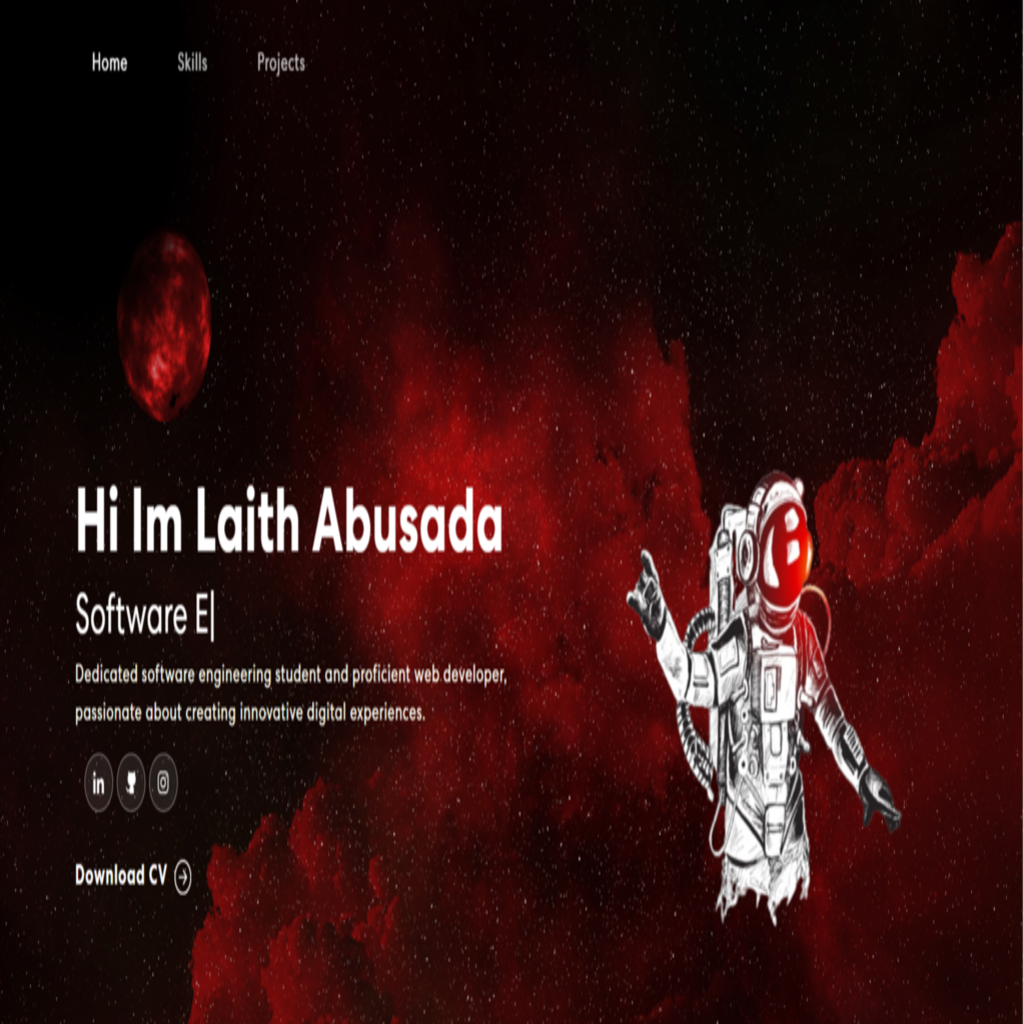 Home Skills Projects
Hi Im Laith Abusada
Software E|
Dedicated software engineering student and proficient web developer,
passionate about creating innovative digital experiences.
in
Download CV